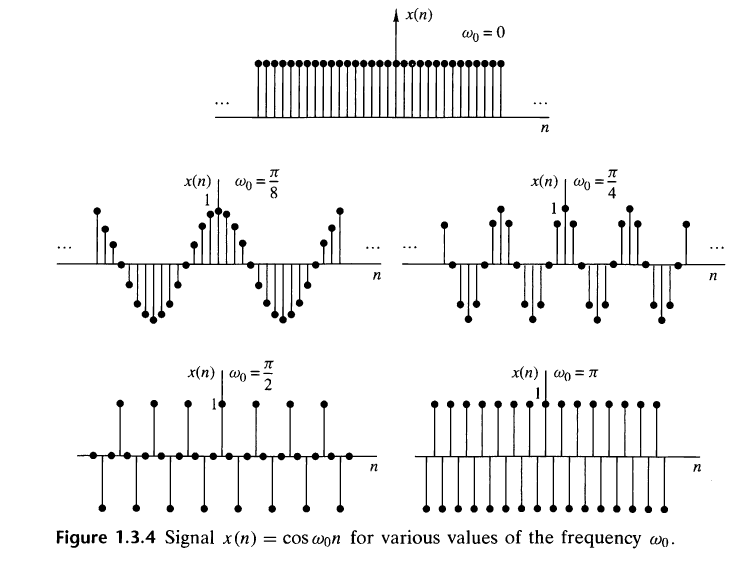 x(n)
ω₀ = 0
... ...
n
x(n) ω₀ = π/8
1
... ...
n
x(n) ω₀ = π/4
1
... ...
n
x(n) ω₀ = π/2
1
n
x(n) ω₀ = π
1
n
Figure 1.3.4 Signal x(n) = cos ω₀n for various values of the frequency ω₀.